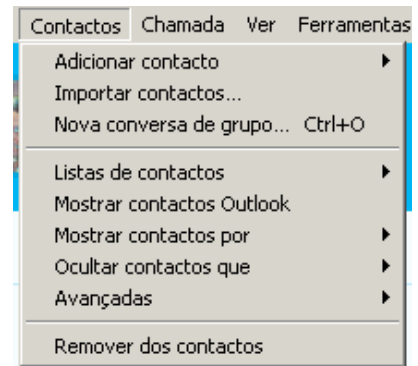 Contactos Chamada Ver Ferramentas
Adicionar contacto
Importar contactos...
Nova conversa de grupo... Ctrl+O
Listas de contactos
Mostrar contactos Outlook
Mostrar contactos por
Ocultar contactos que
Avançadas
Remover dos contactos